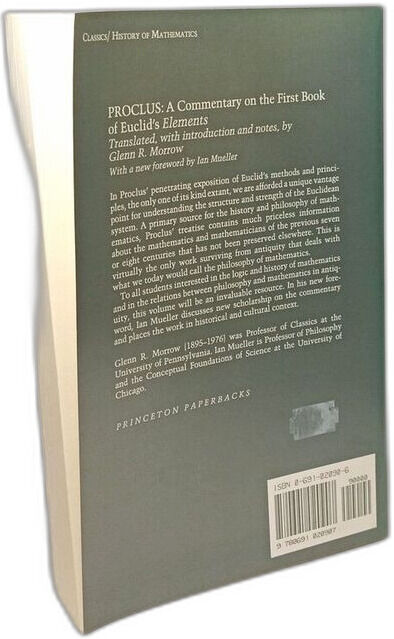 CLASSICS/ HISTORY OF MATHEMATICS
PROCLUS: A Commentary on the First Book
of Euclid's Elements
Translated, with introduction and notes, by
Glenn R. Morrow
With a new foreword by Ian Mueller
In Proclus' penetrating exposition of Euclid's methods and princi-
ples, the only one of its kind extant, we are afforded a unique vantage
point for understanding the structure and strength of the Euclidean
system. A primary source for the history and philosophy of math-
ematics, Proclus' treatise contains much priceless information
about the mathematics and mathematicians of the previous seven
or eight centuries that has not been preserved elsewhere. This is
virtually the only work surviving from antiquity that deals with
what we today would call the philosophy of mathematics.
To all students interested in the logic and history of mathematics
and in the relations between philosophy and mathematics in antiq-
uity, this volume will be an invaluable resource. In his new fore-
word, Ian Mueller discusses new scholarship on the commentary
and places the work in historical and cultural context.
Glenn R. Morrow (1895–1976) was Professor of Classics at the
University of Pennsylvania. Ian Mueller is Professor of Philosophy
and the Conceptual Foundations of Science at the University of
Chicago.
PRINCETON PAPERBACKS
ISBN 0-691-02090-6
90000
9 780691 020907